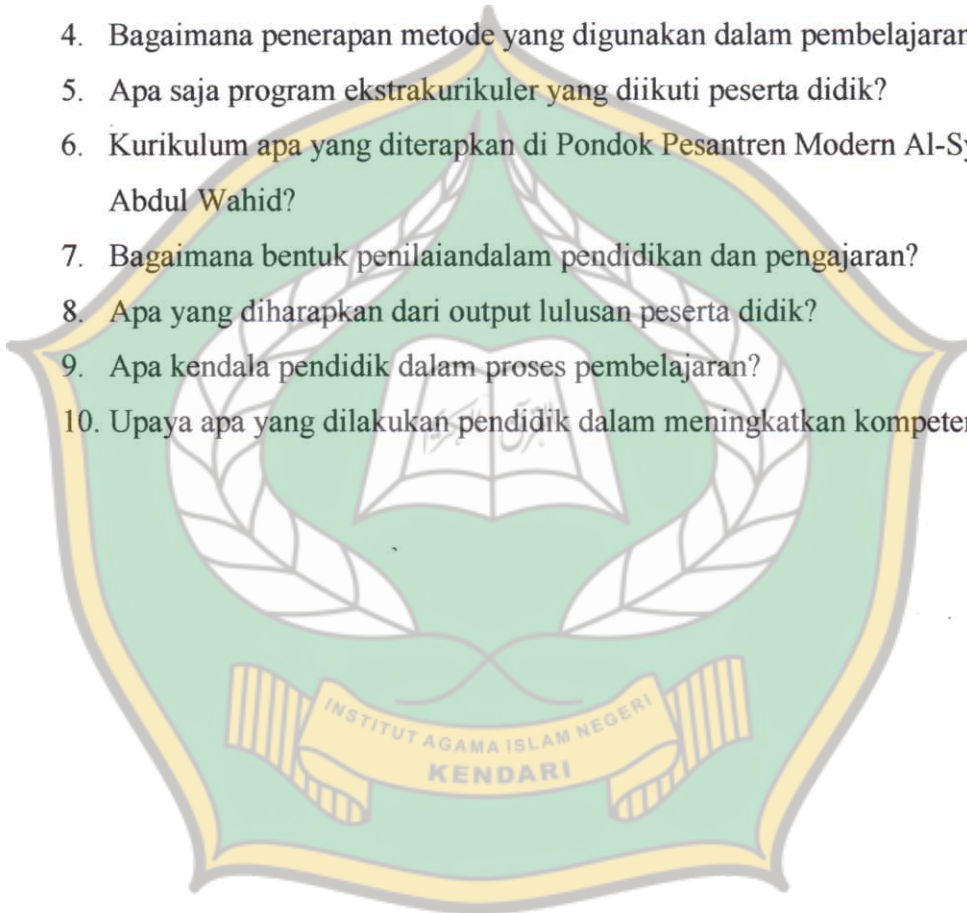 4. Bagaimana penerapan metode yang digunakan dalam pembelajaran
5. Apa saja program ekstrakurikuler yang diikuti peserta didik?
6. Kurikulum apa yang diterapkan di Pondok Pesantren Modern Al-Sy
Abdul Wahid?
7. Bagaimana bentuk penilaiandalam pendidikan dan pengajaran?
8. Apa yang diharapkan dari output lulusan peserta didik?
9. Apa kendala pendidik dalam proses pembelajaran?
10. Upaya apa yang dilakukan pendidik dalam meningkatkan kompeten
INSTITUT AGAMA ISLAM NEGERI
KENDARI